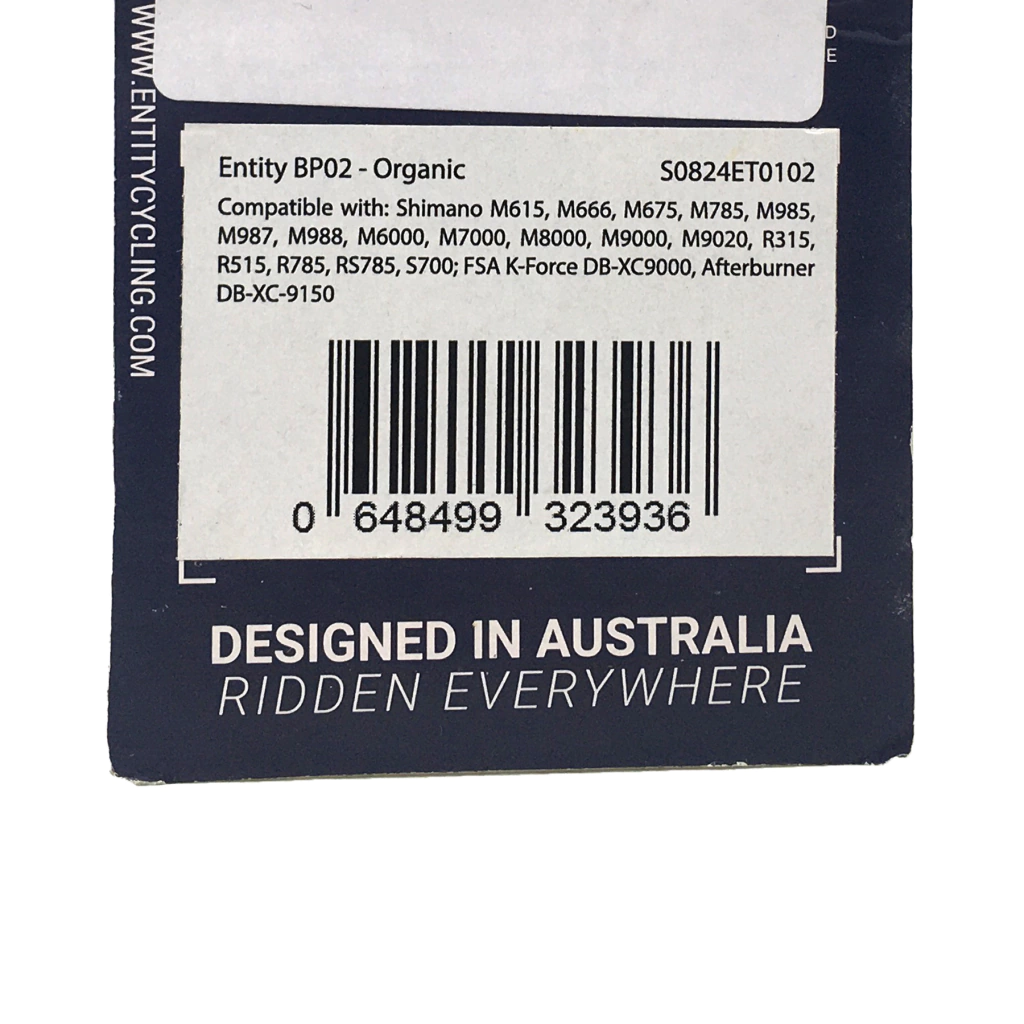 WWW.ENTITYCYCLING.COM
D
E
Entity BP02 - Organic S0824ET0102
Compatible with: Shimano M615, M666, M675, M785, M985,
M987, M988, M6000, M7000, M8000, M9000, M9020, R315,
R515, R785, RS785, S700; FSA K-Force DB-XC9000, Afterburner
DB-XC-9150
0 648499 323936
DESIGNED IN AUSTRALIA
RIDDEN EVERYWHERE